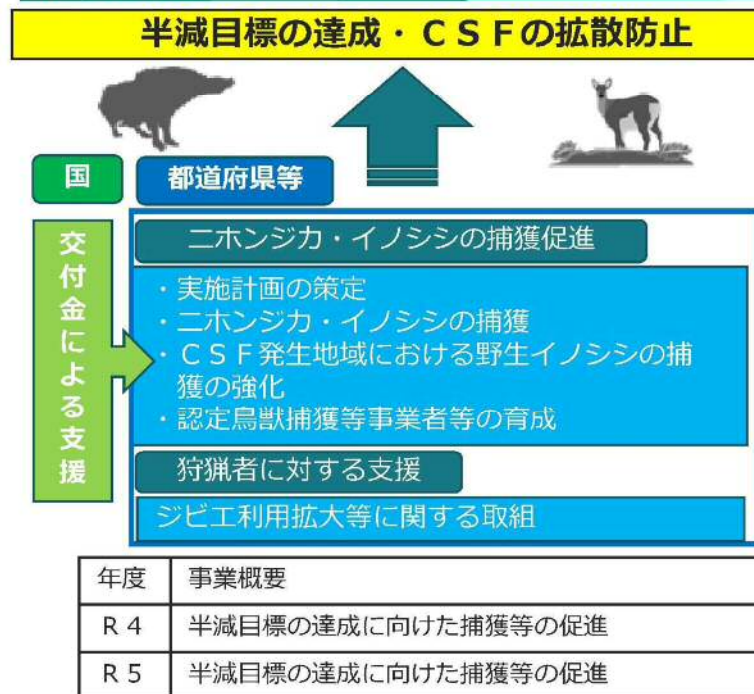 半減目標の達成・ＣＳＦの拡散防止
国
都道府県等
交付金による支援
ニホンジカ・イノシシの捕獲促進
・実施計画の策定
・ニホンジカ・イノシシの捕獲
・ＣＳＦ発生地域における野生イノシシの捕
獲の強化
・認定鳥獣捕獲等事業者等の育成
狩猟者に対する支援
ジビエ利用拡大等に関する取組
年度 事業概要
Ｒ４ 半減目標の達成に向けた捕獲等の促進
Ｒ５ 半減目標の達成に向けた捕獲等の促進